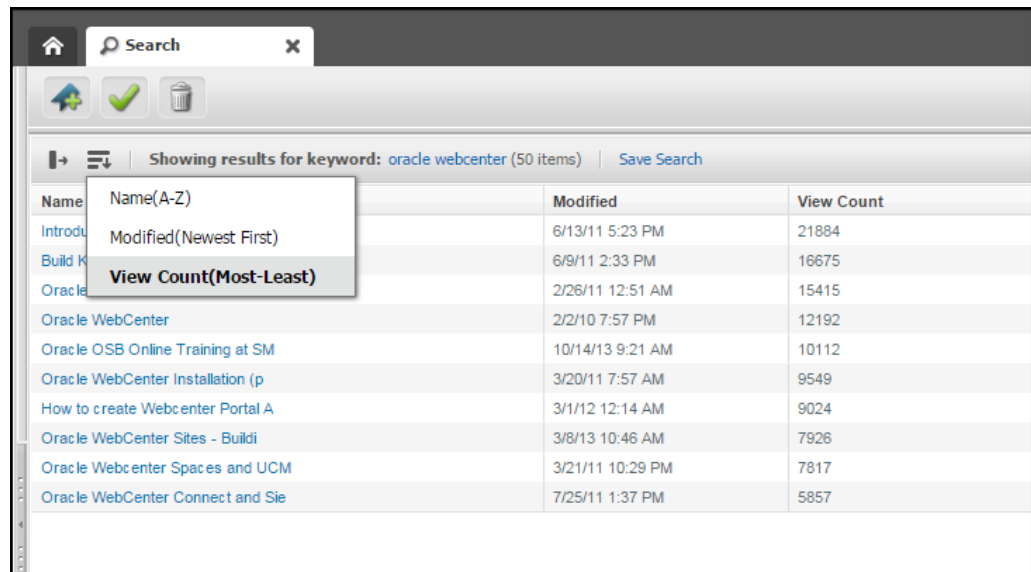 Search
Showing results for keyword: oracle webcenter (50 items) Save Search
Name(A-Z)
Modified(Newest First)
View Count(Most-Least)
Name Modified View Count
Introdu 6/13/11 5:23 PM 21884
Build K 6/9/11 2:33 PM 16675
Oracle 2/26/11 12:51 AM 15415
Oracle WebCenter 2/2/10 7:57 PM 12192
Oracle OSB Online Training at SM 10/14/13 9:21 AM 10112
Oracle WebCenter Installation (p 3/20/11 7:57 AM 9549
How to create Webcenter Portal A 3/1/12 12:14 AM 9024
Oracle WebCenter Sites - Buildi 3/8/13 10:46 AM 7926
Oracle Webcenter Spaces and UCM 3/21/11 10:29 PM 7817
Oracle WebCenter Connect and Sie 7/25/11 1:37 PM 5857